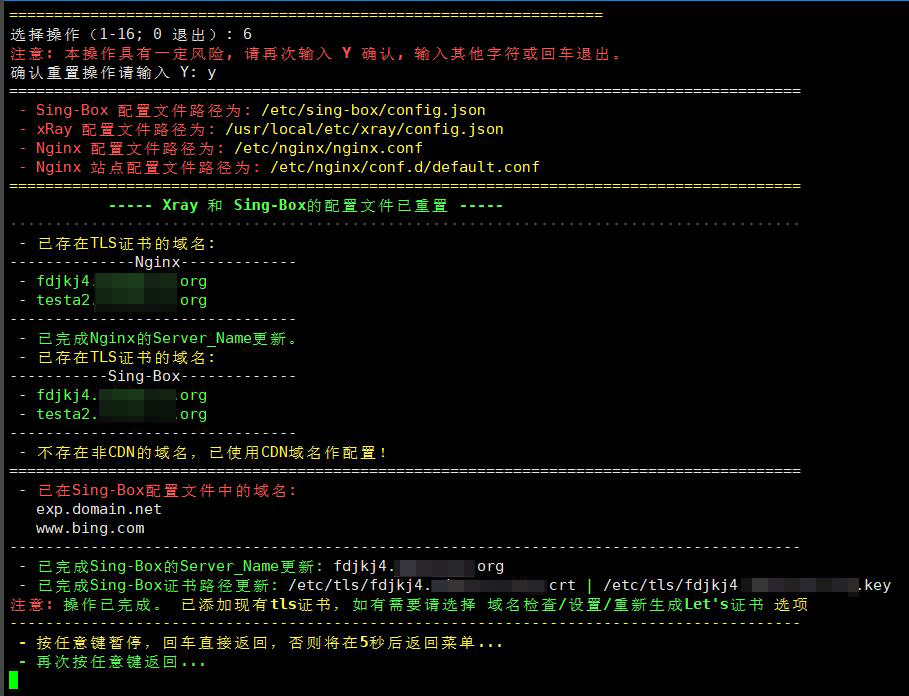 ==================================================================
选择操作（1-16; 0 退出）: 6
注意: 本操作具有一定风险, 请再次输入 Y 确认, 输入其他字符或回车退出。
确认重置操作请输入 Y: y
========================================================================================
- Sing-Box 配置文件路径为: /etc/sing-box/config.json
- xRay 配置文件路径为: /usr/local/etc/xray/config.json
- Nginx 配置文件路径为: /etc/nginx/nginx.conf
- Nginx 站点配置文件路径为: /etc/nginx/conf.d/default.conf
========================================================================================
----- Xray 和 Sing-Box的配置文件已重置 -----
----------------------------------------------------------------------------------------
- 已存在TLS证书的域名:
--------------Nginx-------------
- fdjkj4. org
- testa2. org
--------------------------------
- 已完成Nginx的Server_Name更新。
- 已存在TLS证书的域名:
-----------Sing-Box-------------
- fdjkj4. .org
- testa2. .org
--------------------------------
- 不存在非CDN的域名, 已使用CDN域名作配置!
========================================================================================
- 已在Sing-Box配置文件中的域名:
exp.domain.net
www.bing.com
----------------------------------------------------------------------------------------
- 已完成Sing-Box的Server_Name更新: fdjkj4. org
- 已完成Sing-Box证书路径更新: /etc/tls/fdjkj4. crt | /etc/tls/fdjkj4 .key
注意: 操作已完成。 已添加现有tls证书, 如有需要请选择 域名检查/设置/重新生成Let's证书 选项
----------------------------------------------------------------------------------------
- 按任意键暂停，回车直接返回，否则将在5秒后返回菜单...
- 再次按任意键返回...